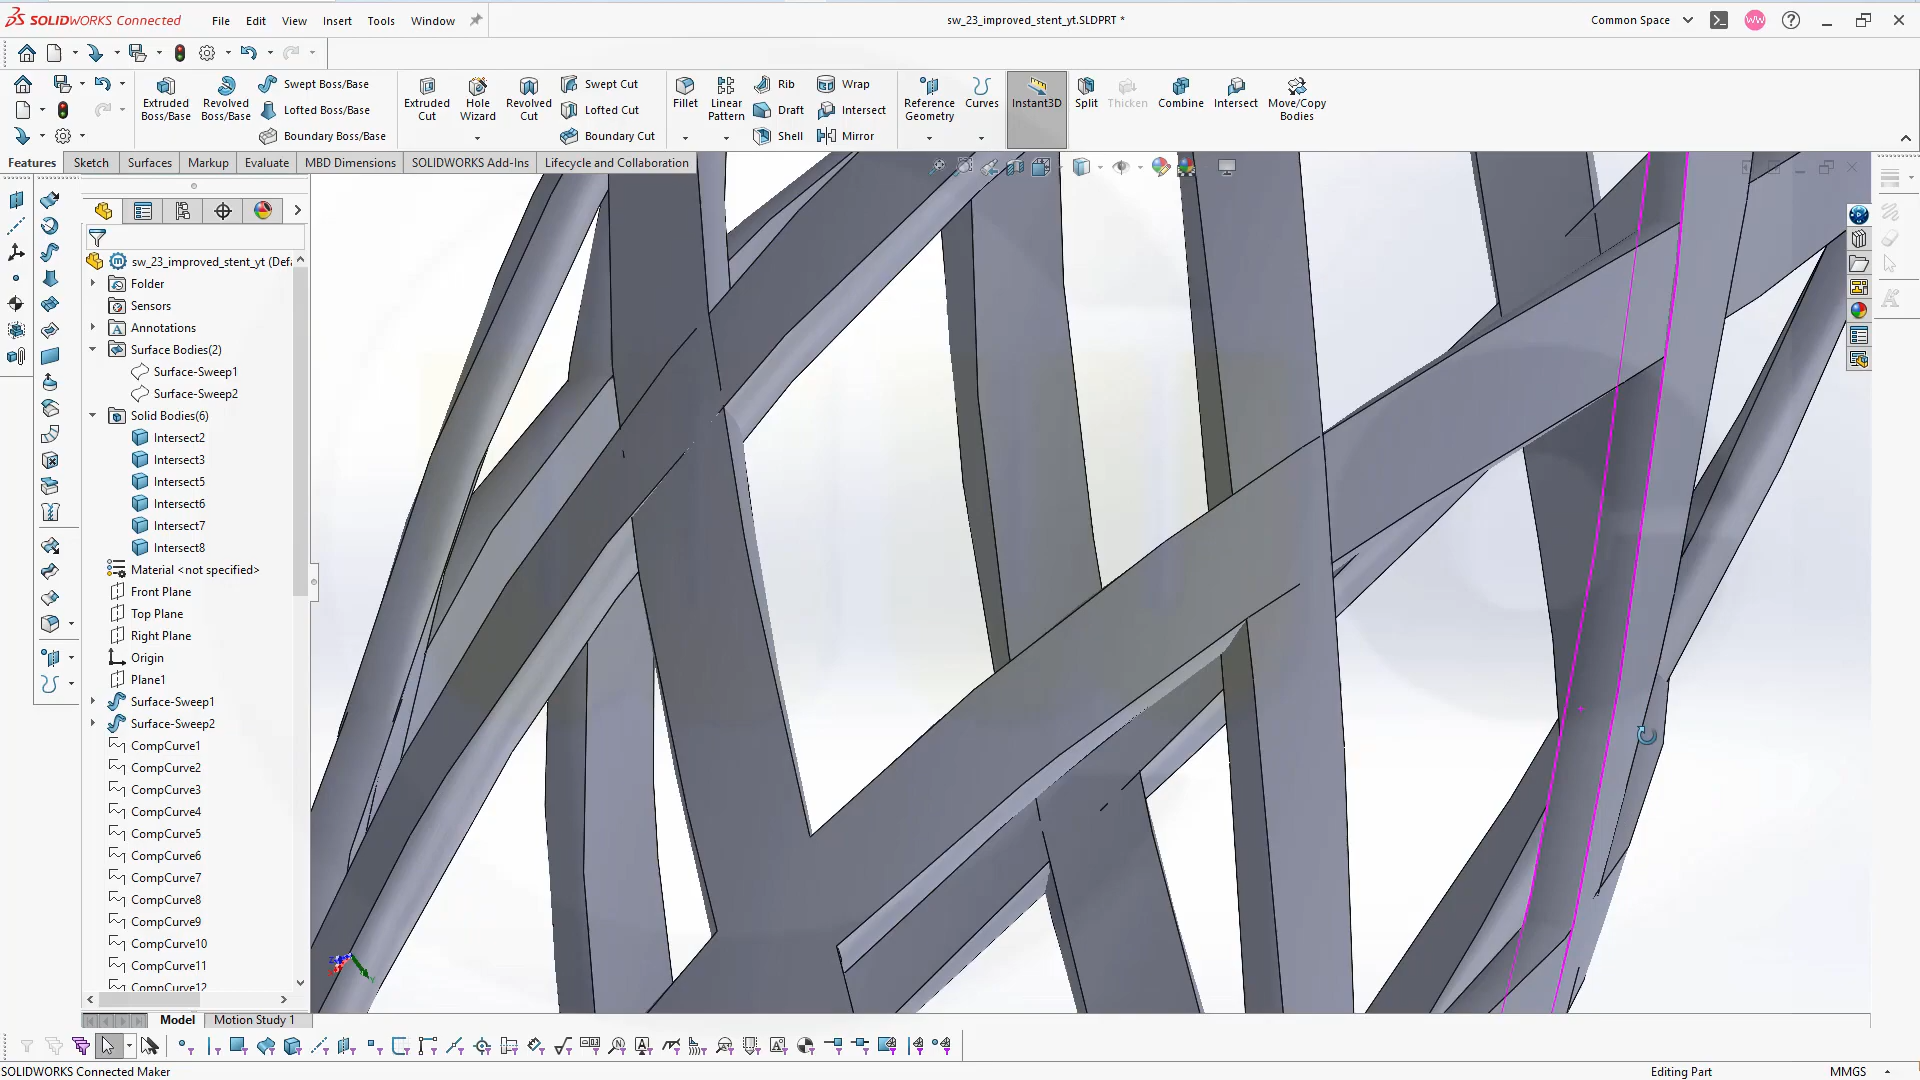 SOLIDWORKS Connected
File Edit View Insert Tools Window
sw_23_improved_stent_yt.SLDPRT *
Common Space
WW
Extruded Boss/Base
Revolved Boss/Base
Swept Boss/Base
Lofted Boss/Base
Boundary Boss/Base
Extruded Cut
Hole Wizard
Revolved Cut
Swept Cut
Lofted Cut
Boundary Cut
Fillet
Linear Pattern
Rib
Draft
Shell
Wrap
Intersect
Mirror
Reference Geometry
Curves
Instant3D
Split
Thicken
Combine
Intersect
Move/Copy Bodies
Features Sketch Surfaces Markup Evaluate MBD Dimensions SOLIDWORKS Add-Ins Lifecycle and Collaboration
sw_23_improved_stent_yt (Defa
Folder
Sensors
Annotations
Surface Bodies(2)
Surface-Sweep1
Surface-Sweep2
Solid Bodies(6)
Intersect2
Intersect3
Intersect5
Intersect6
Intersect7
Intersect8
Material <not specified>
Front Plane
Top Plane
Right Plane
Origin
Plane1
Surface-Sweep1
Surface-Sweep2
CompCurve1
CompCurve2
CompCurve3
CompCurve4
CompCurve5
CompCurve6
CompCurve7
CompCurve8
CompCurve9
CompCurve10
CompCurve11
CompCurve12
Model Motion Study 1
SOLIDWORKS Connected Maker
Editing Part
MMGS